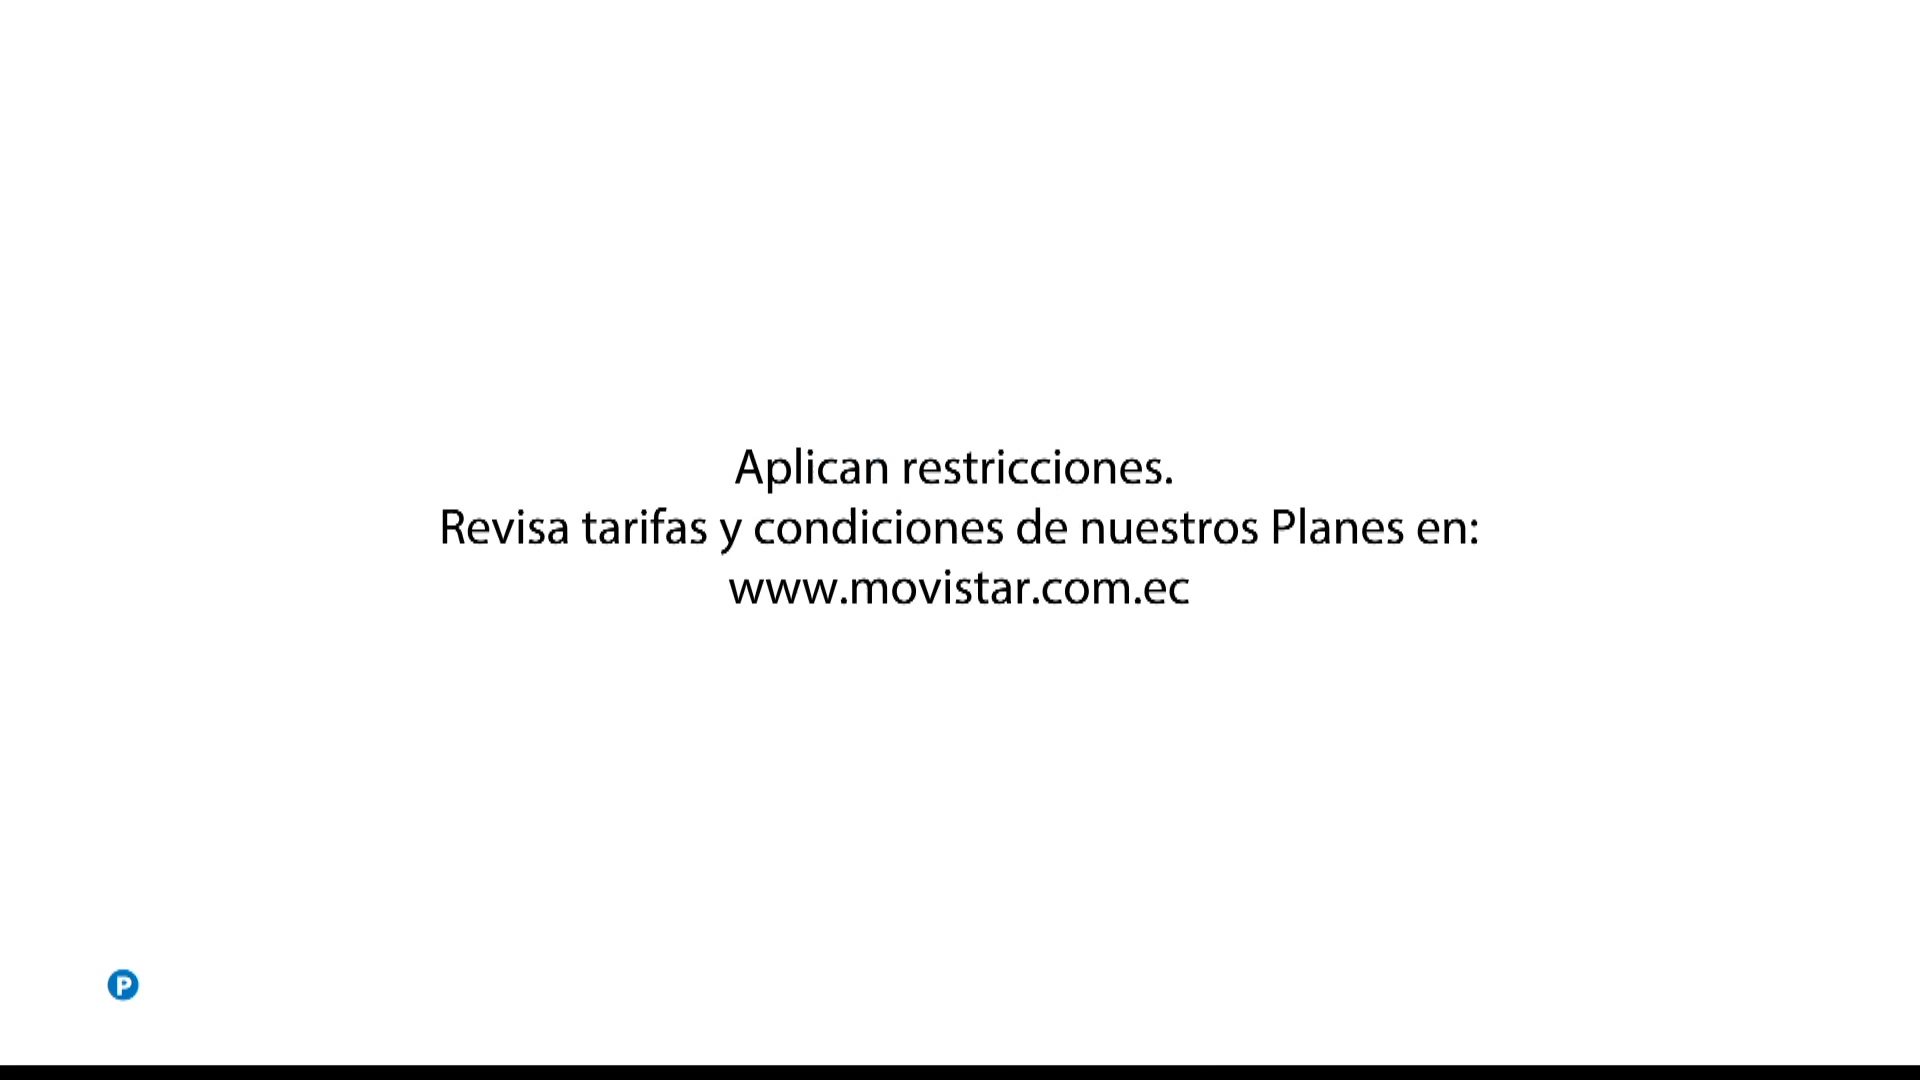 Aplican restricciones.
Revisa tarifas y condiciones de nuestros Planes en:
www.movistar.com.ec
P